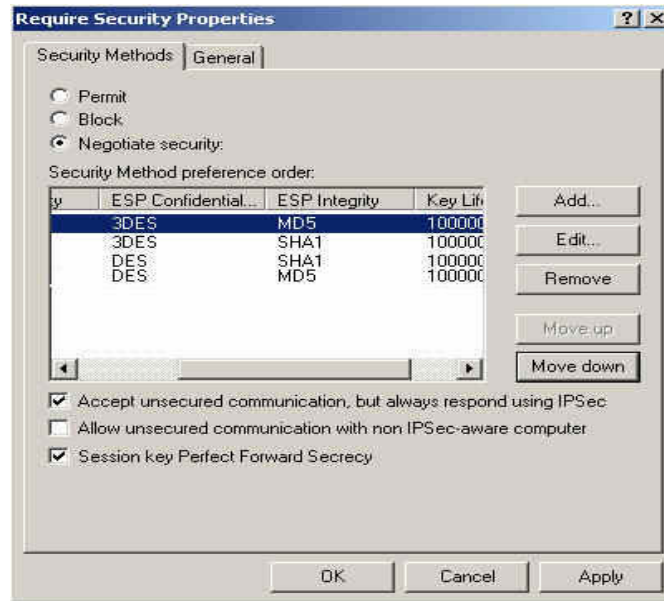 Require Security Properties
Security Methods General
Permit
Block
Negotiate security:
Security Method preference order:
y ESP Confidential... ESP Integrity Key Lif
3DES MD5 100000
3DES SHA1 100000
DES SHA1 100000
DES MD5 100000
Add...
Edit...
Remove
Move up
Move down
Accept unsecured communication, but always respond using IPSec
Allow unsecured communication with non IPSec-aware computer
Session key Perfect Forward Secrecy
OK Cancel Apply